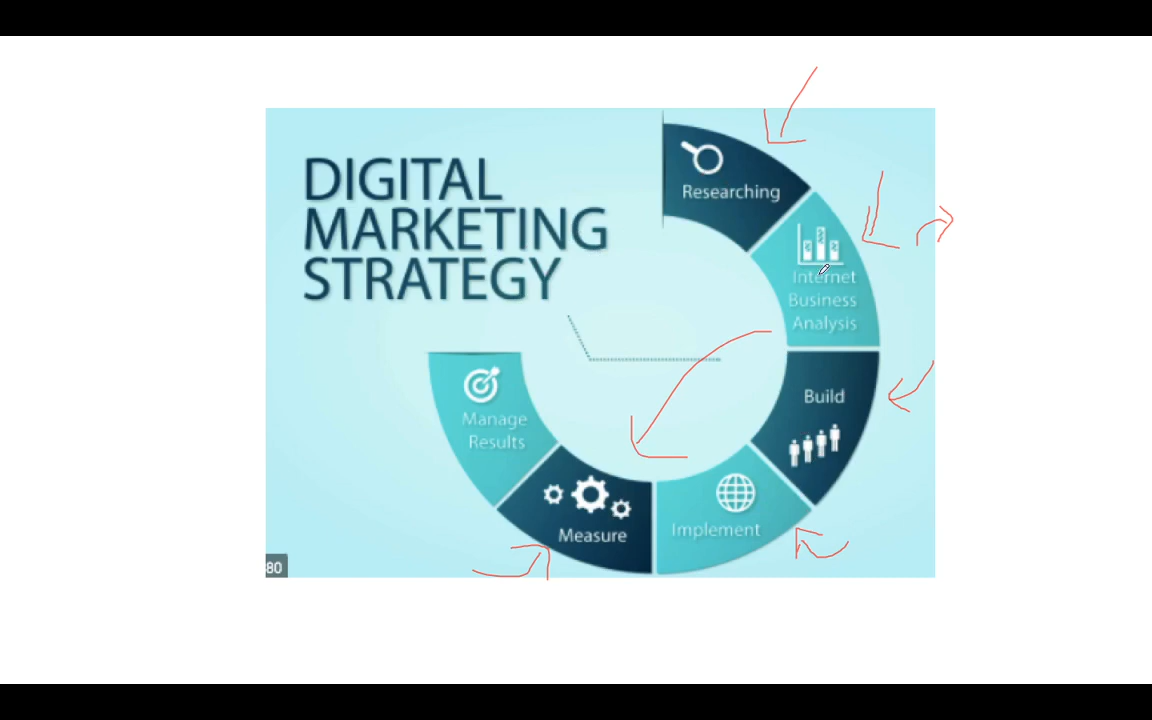 DIGITAL
MARKETING
STRATEGY
Researching
Internet
Business
Analysis
Build
Implement
Measure
Manage
Results
80